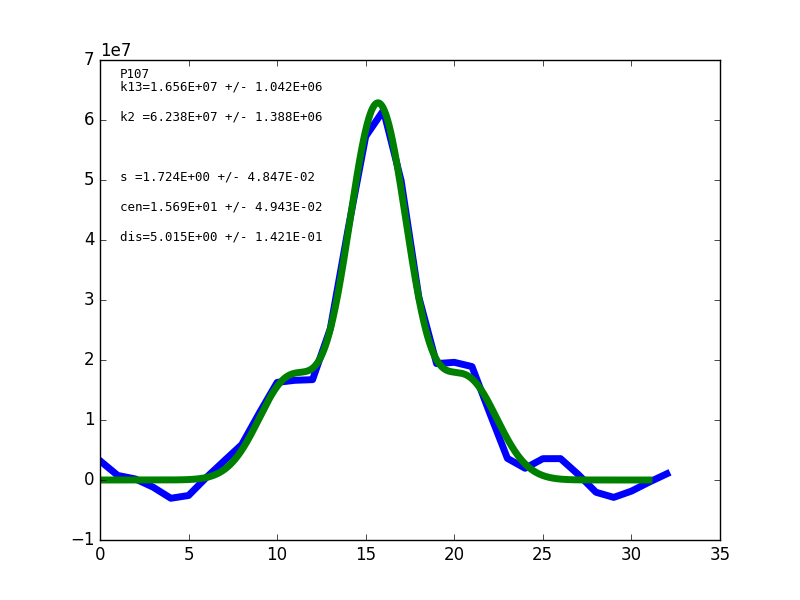 1e7
P107
k13=1.656E+07 +/- 1.042E+06
k2 =6.238E+07 +/- 1.388E+06
s =1.724E+00 +/- 4.847E-02
cen=1.569E+01 +/- 4.943E-02
dis=5.015E+00 +/- 1.421E-01
7
6
5
4
3
2
1
0
−1
0 5 10 15 20 25 30 35